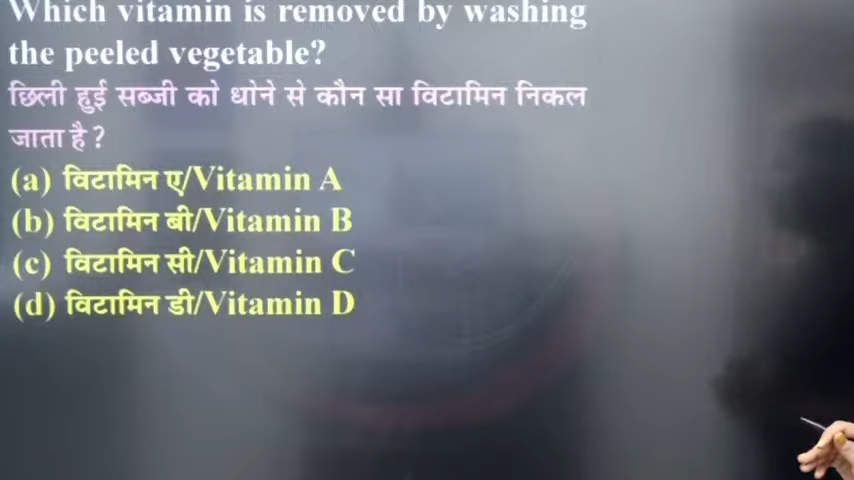 Which vitamin is removed by washing
the peeled vegetable?
छिली हुई सब्जी को धोने से कौन सा विटामिन निकल
जाता है ?
(a) विटामिन ए/Vitamin A
(b) विटामिन बी/Vitamin B
(c) विटामिन सी/Vitamin C
(d) विटामिन डी/Vitamin D